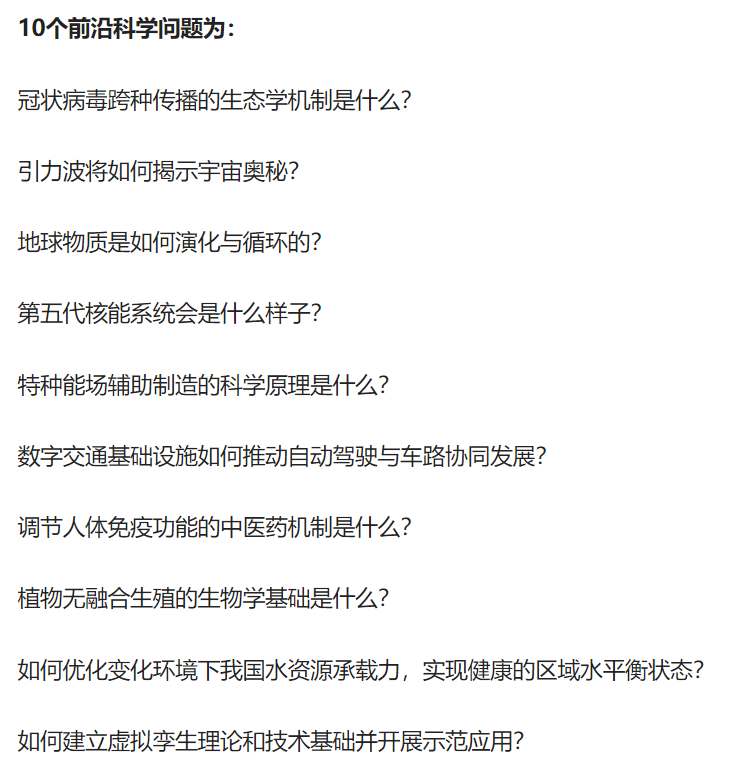 10个前沿科学问题为：
冠状病毒跨种传播的生态学机制是什么？
引力波将如何揭示宇宙奥秘？
地球物质是如何演化与循环的？
第五代核能系统会是什么样子？
特种能场辅助制造的科学原理是什么？
数字交通基础设施如何推动自动驾驶与车路协同发展？
调节人体免疫功能的中医药机制是什么？
植物无融合生殖的生物学基础是什么？
如何优化变化环境下我国水资源承载力，实现健康的区域水平衡状态？
如何建立虚拟孪生理论和技术基础并开展示范应用？